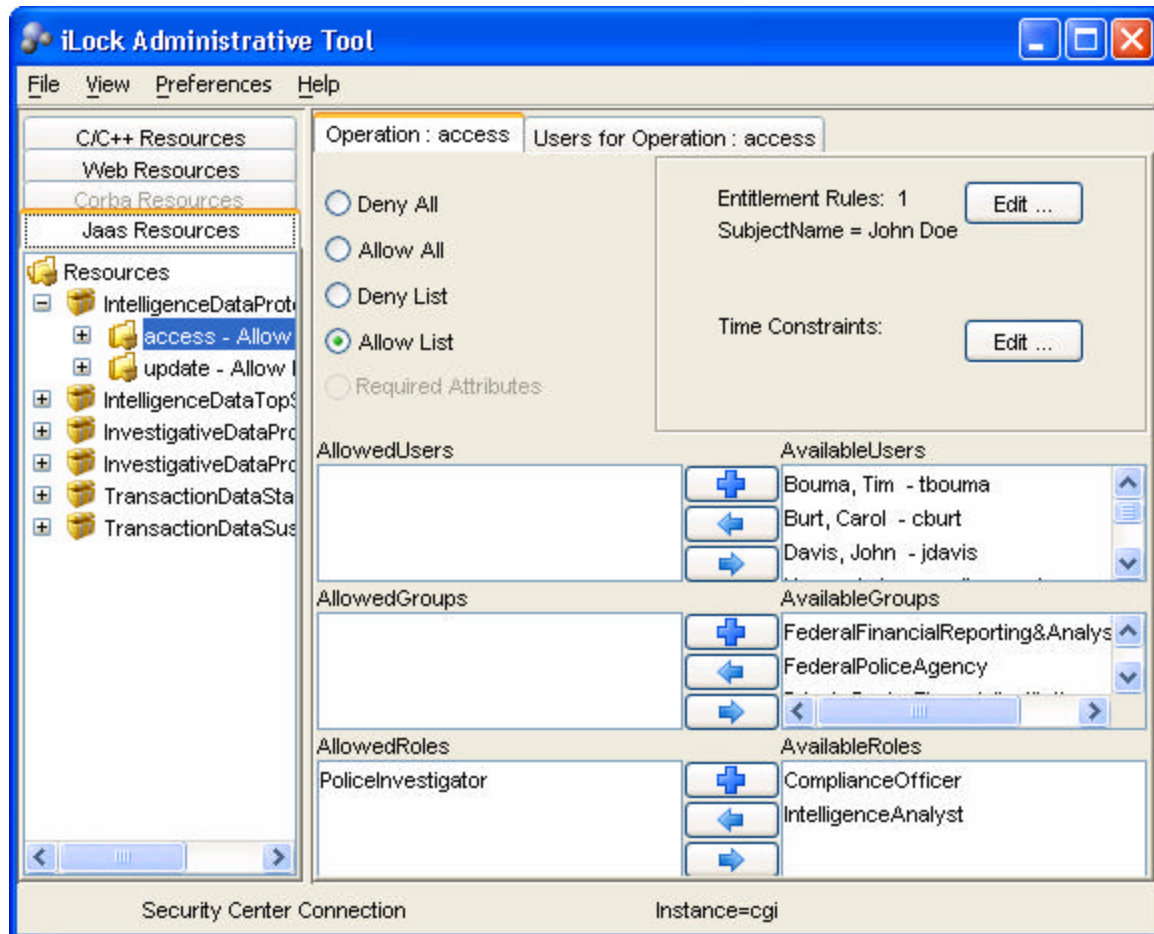 iLock Administrative Tool
File View Preferences Help
C/C++ Resources
Web Resources
Corba Resources
Jaas Resources
Resources
IntelligenceDataProt
access - Allow
update - Allow
IntelligenceDataTopS
InvestigativeDataPro
InvestigativeDataPro
TransactionDataSta
TransactionDataSus
Operation : access
Users for Operation : access
Deny All
Allow All
Deny List
Allow List
Required Attributes
Entitlement Rules: 1
Edit ...
SubjectName = John Doe
Time Constraints:
Edit ...
AllowedUsers
AvailableUsers
Bouma, Tim - tbouma
Burt, Carol - cburt
Davis, John - jdavis
AllowedGroups
AvailableGroups
FederalFinancialReporting&Analys
FederalPoliceAgency
AllowedRoles
PoliceInvestigator
AvailableRoles
ComplianceOfficer
IntelligenceAnalyst
Security Center Connection
Instance=cgi